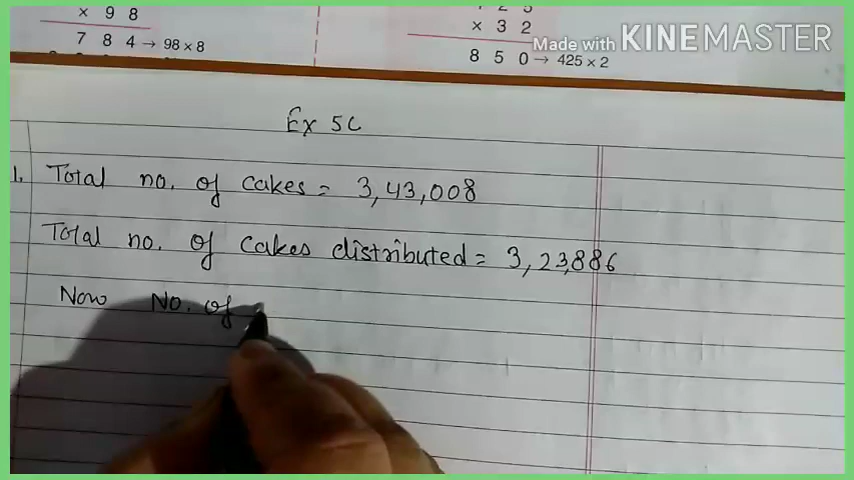 × 9 8
7 8 4 → 98 × 8
× 3 2
8 5 0 → 425 × 2
Made with KINEMASTER
Ex 5C
1. Total no. of cakes = 3,43,008
Total no. of cakes distributed = 3,23,886
Now No. of